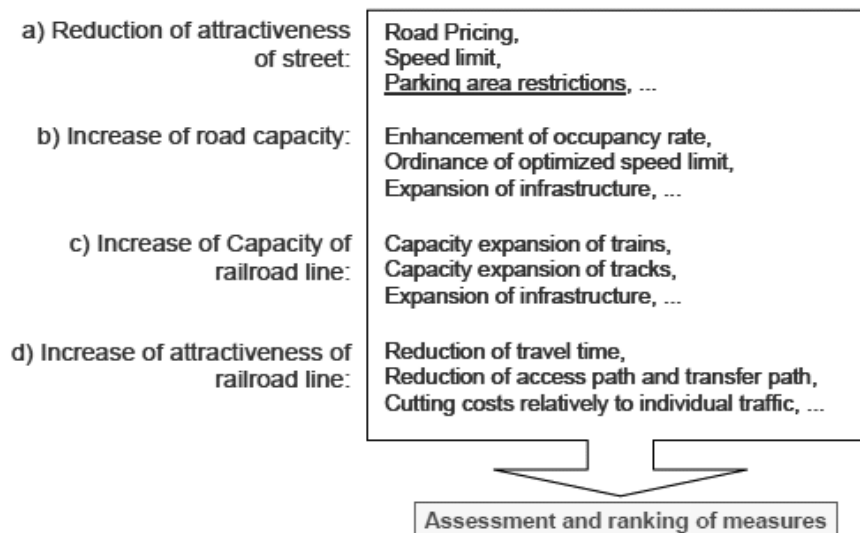 a) Reduction of attractiveness of street:
Road Pricing,
Speed limit,
Parking area restrictions, ...
b) Increase of road capacity:
Enhancement of occupancy rate,
Ordinance of optimized speed limit,
Expansion of infrastructure, ...
c) Increase of Capacity of railroad line:
Capacity expansion of trains,
Capacity expansion of tracks,
Expansion of infrastructure, ...
d) Increase of attractiveness of railroad line:
Reduction of travel time,
Reduction of access path and transfer path,
Cutting costs relatively to individual traffic, ...
Assessment and ranking of measures